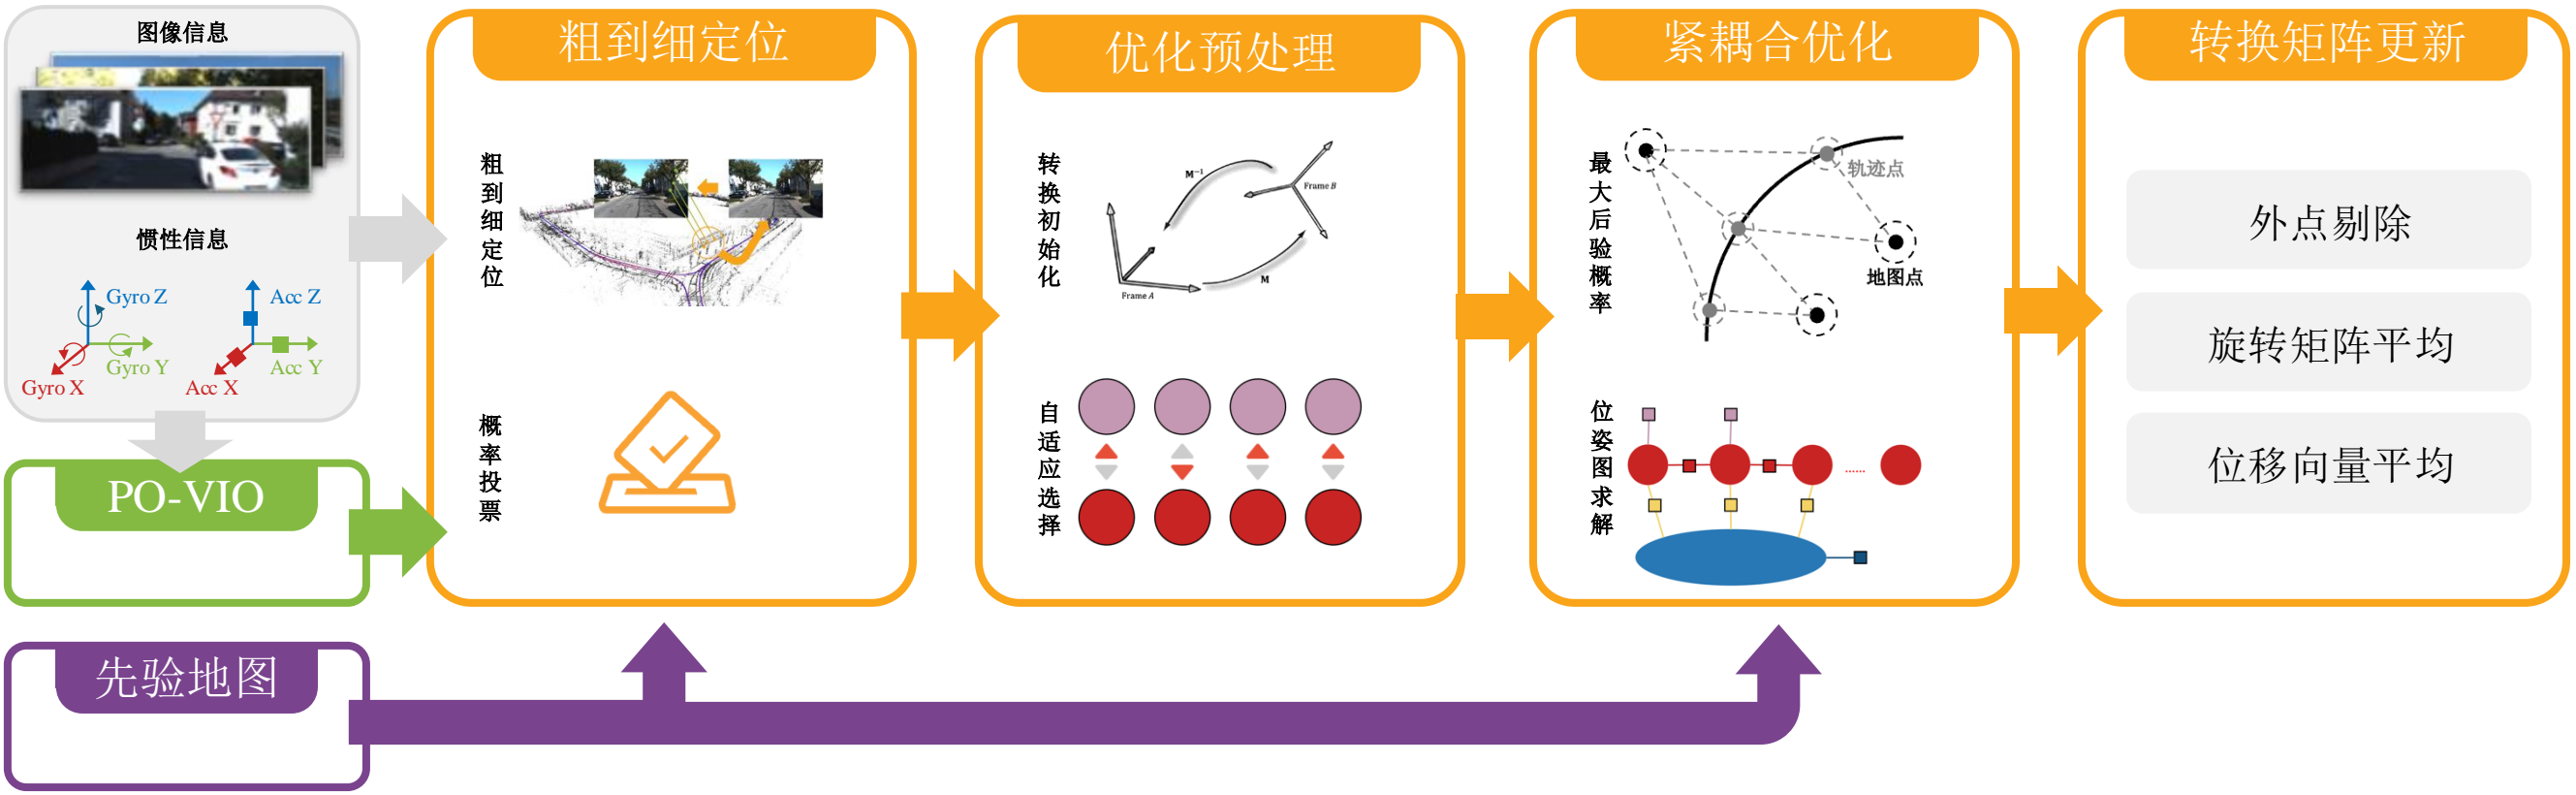 图像信息
惯性信息
Gyro Z
Gyro Y
Gyro X
Acc Z
Acc Y
Acc X
PO-VIO
先验地图
粗到细定位
粗到细定位
概率投票
优化预处理
转换初始化
M⁻¹
Frame B
Frame A
M
自适应选择
紧耦合优化
最大后验概率
轨迹点
地图点
位姿图求解
......
转换矩阵更新
外点剔除
旋转矩阵平均
位移向量平均